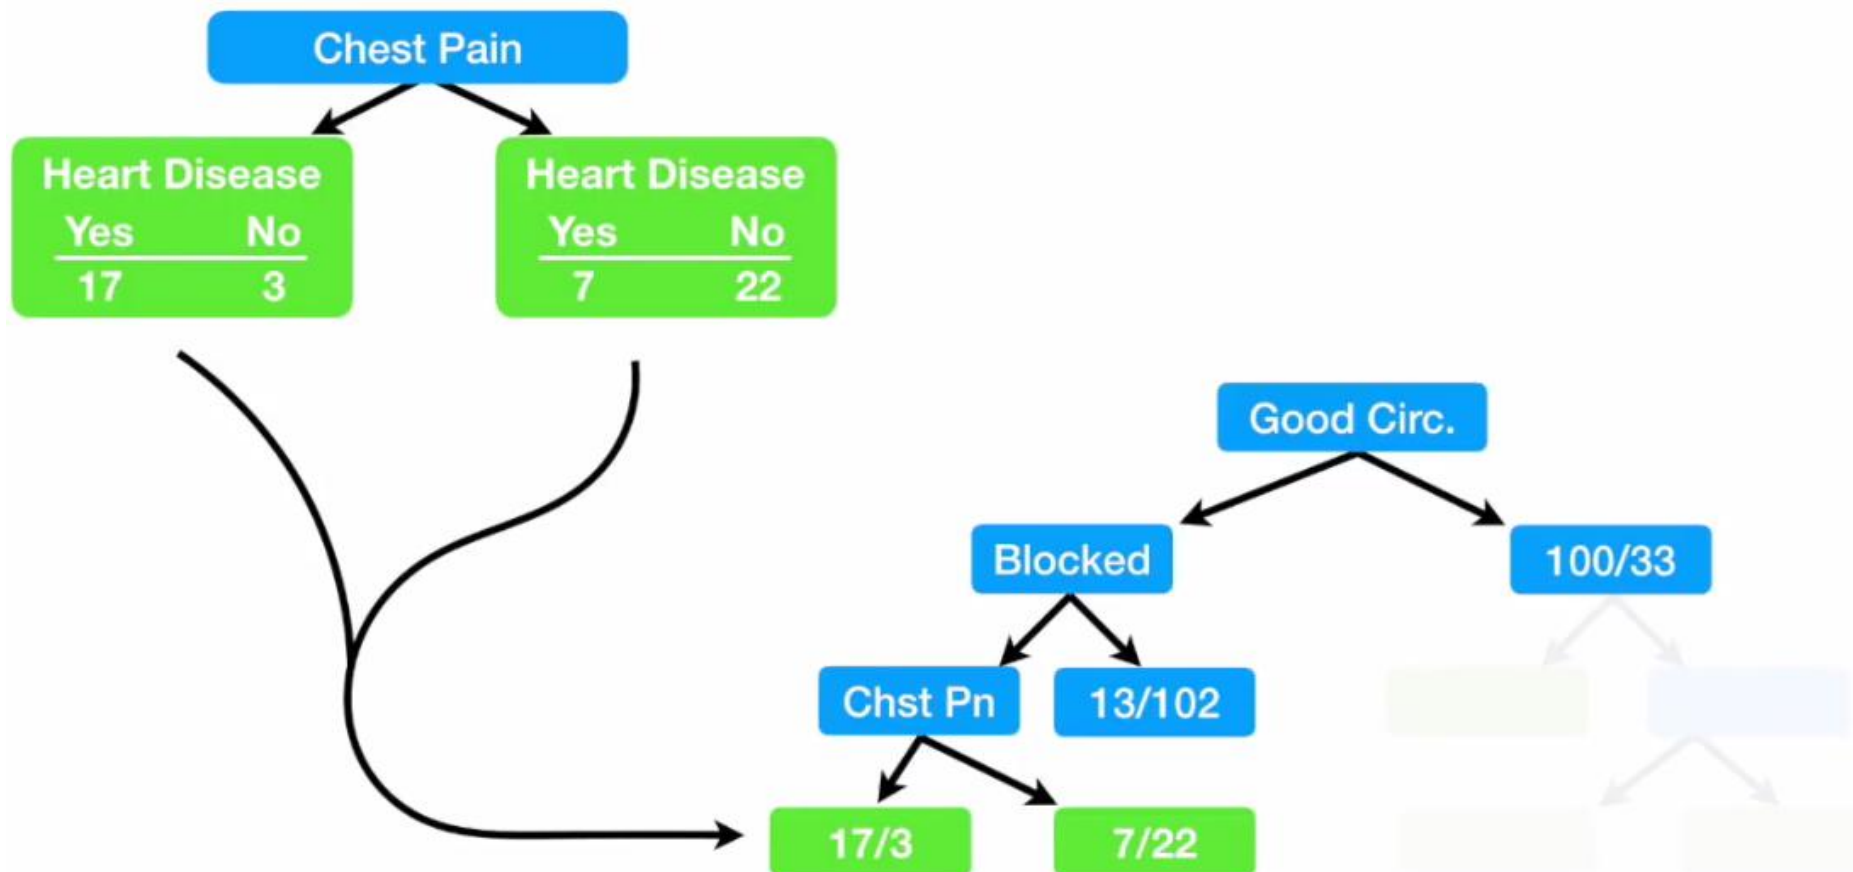 Chest Pain
Heart Disease
Yes No
17 3
Heart Disease
Yes No
7 22
Good Circ.
Blocked
100/33
Chst Pn
13/102
17/3
7/22